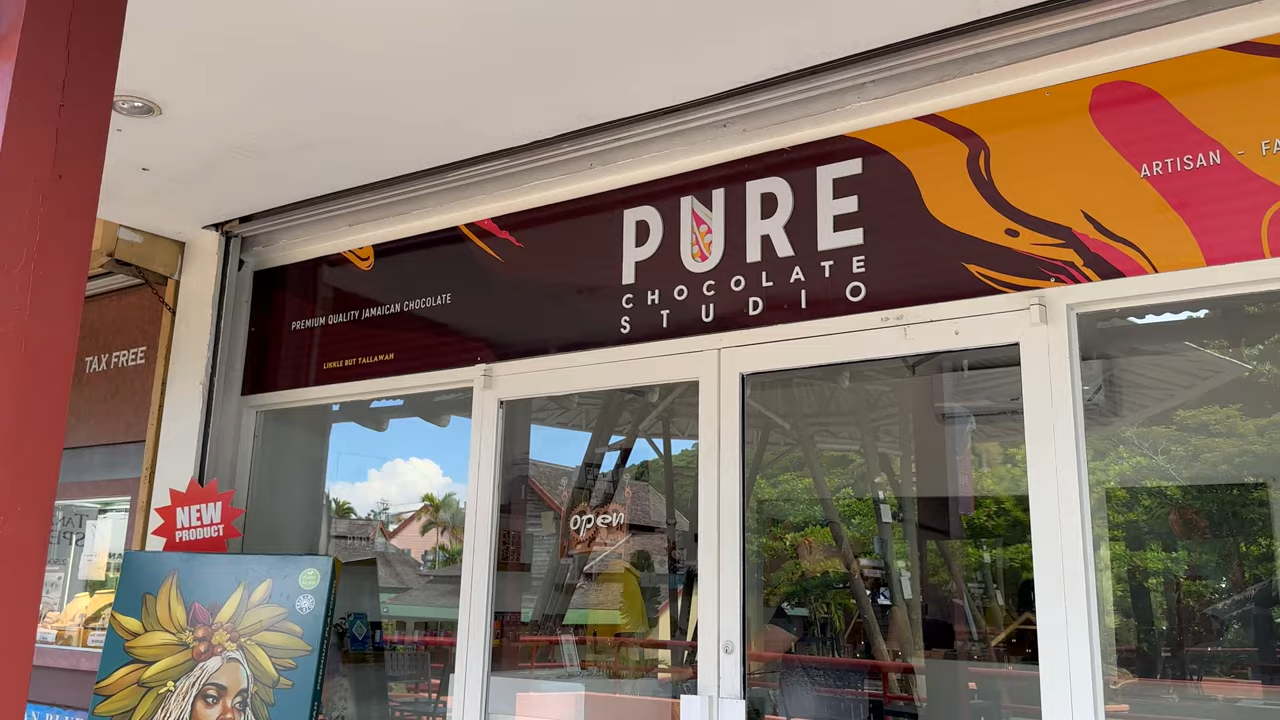 PURE
CHOCOLATE
STUDIO
ARTISAN -
PREMIUM QUALITY JAMAICAN CHOCOLATE
LIKKLE BUT TALLAWAH
TAX FREE
NEW
PRODUCT
open